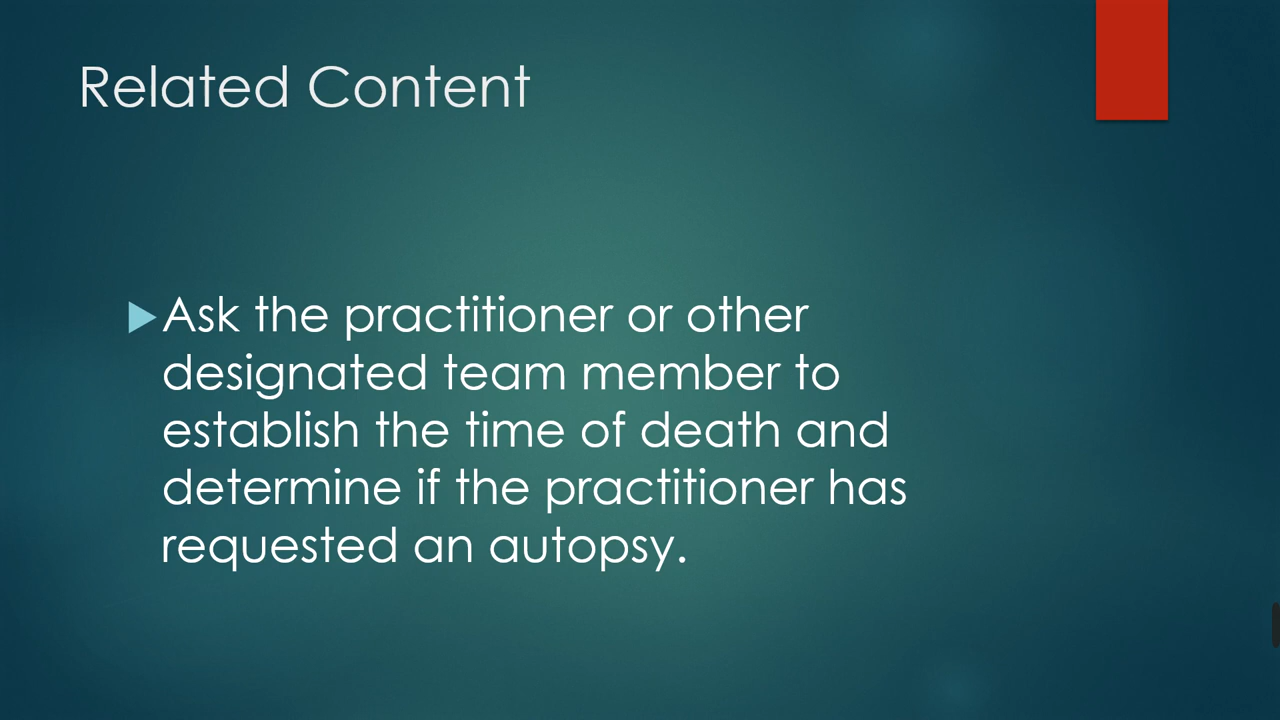 Related Content
Ask the practitioner or other
designated team member to
establish the time of death and
determine if the practitioner has
requested an autopsy.